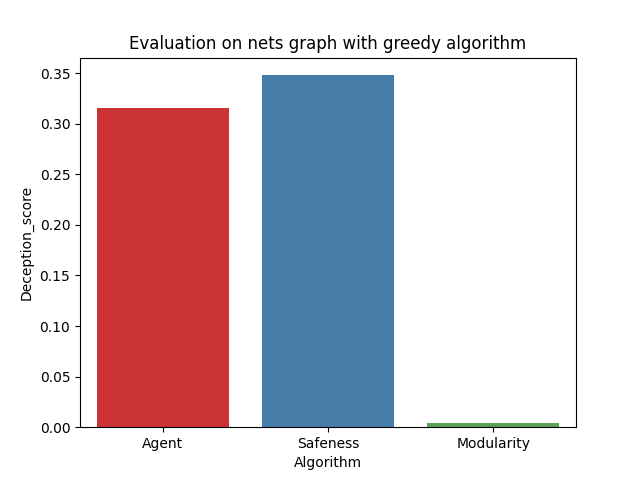 Evaluation on nets graph with greedy algorithm
0.35
0.30
0.25
0.20
0.15
0.10
0.05
0.00
Deception_score
Agent Safeness Modularity
Algorithm